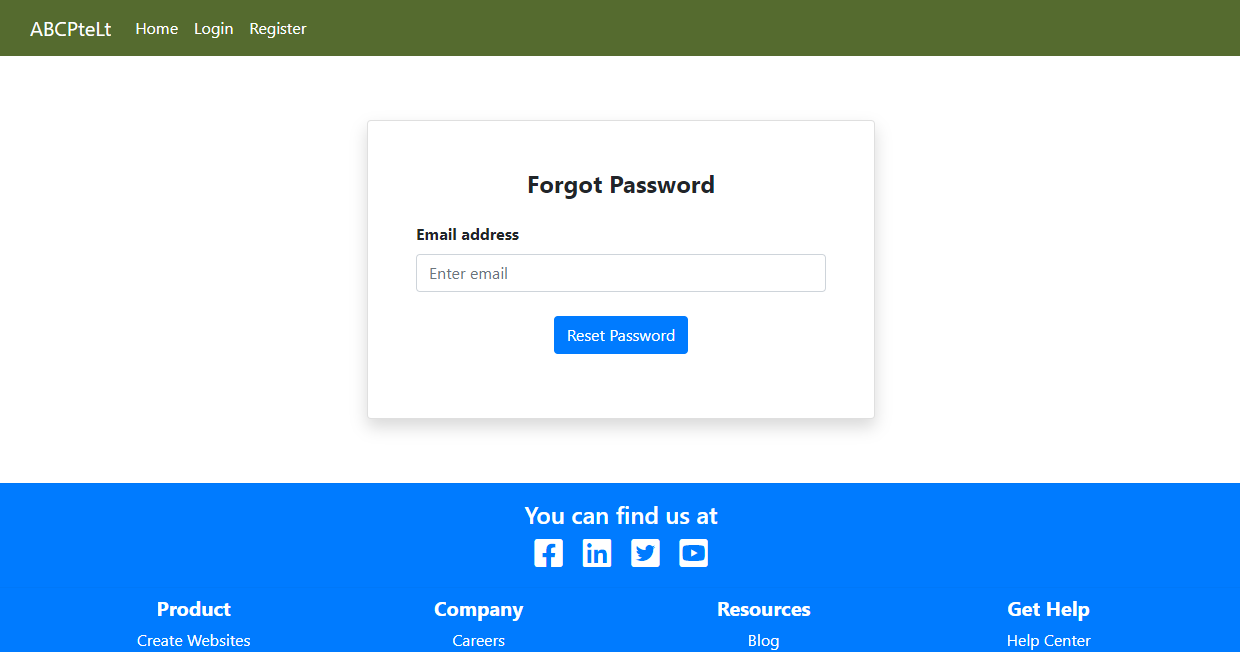 ABCPteLt Home Login Register
Forgot Password
Email address
Enter email
Reset Password
You can find us at
Product Company Resources Get Help
Create Websites Careers Blog Help Center